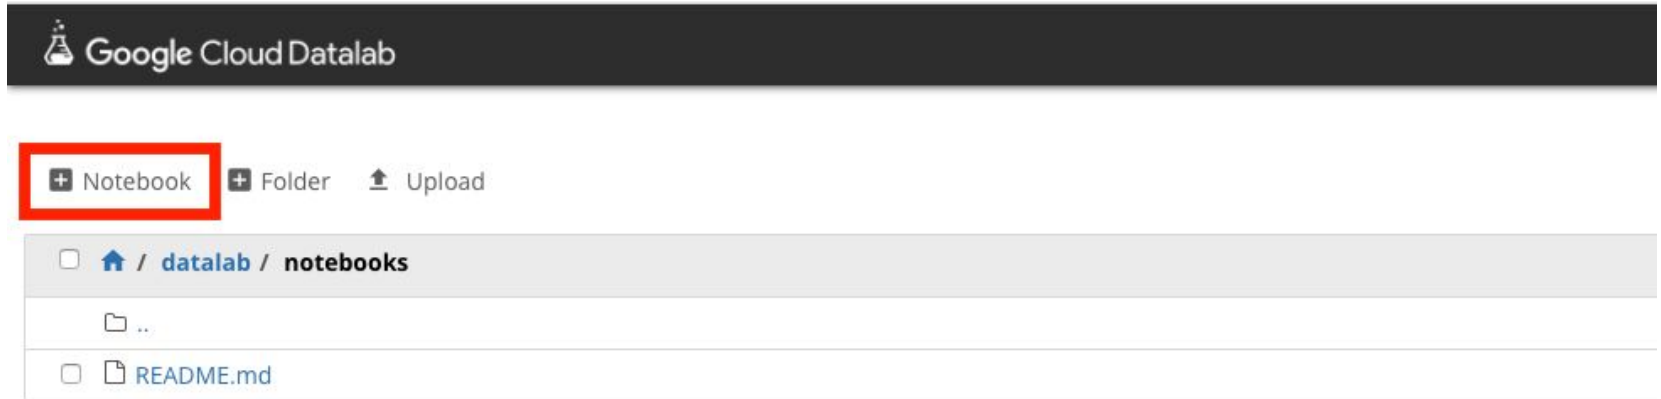 Google Cloud Datalab
Notebook Folder Upload
/ datalab / notebooks
..
README.md